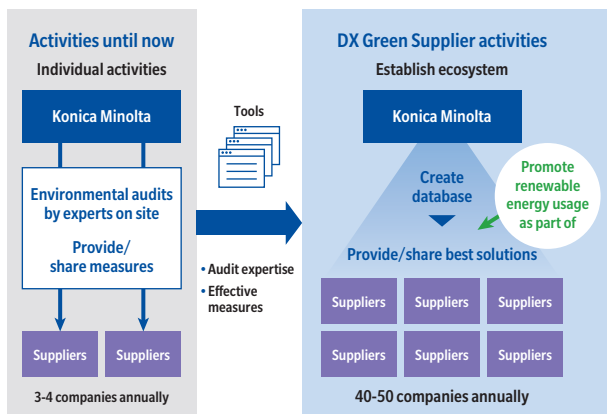 Activities until now
Individual activities
Konica Minolta
Environmental audits
by experts on site
Provide/
share measures
Suppliers
Suppliers
3-4 companies annually
Tools
• Audit expertise
• Effective
measures
DX Green Supplier activities
Establish ecosystem
Konica Minolta
Create
database
Promote
renewable
energy usage
as part of
Provide/share best solutions
Suppliers
Suppliers
Suppliers
Suppliers
Suppliers
Suppliers
40-50 companies annually